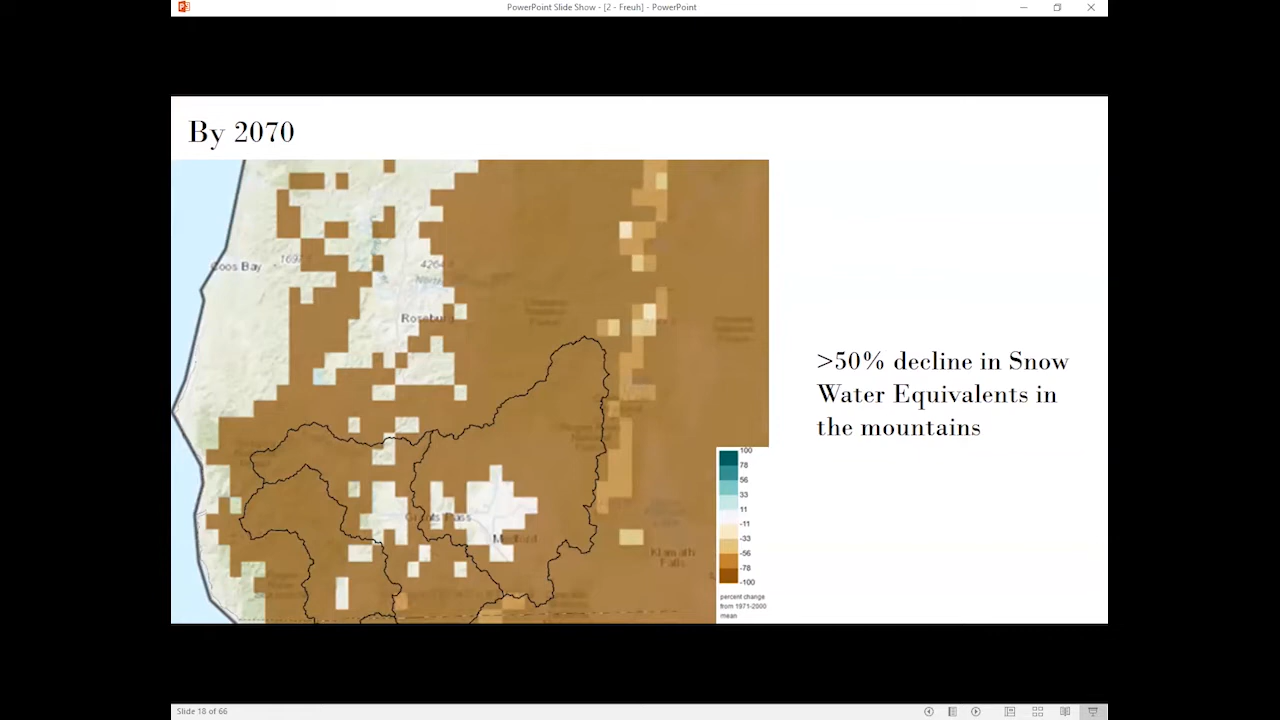 PowerPoint Slide Show - [2 - Freuh] - PowerPoint
By 2070
Coos Bay
Roseburg
>50% decline in Snow
Water Equivalents in
the mountains
Grants Pass
Medford
Klamath
Falls
100
78
56
33
11
-11
-33
-56
-78
-100
percent change
from 1971-2000
mean
Slide 18 of 66